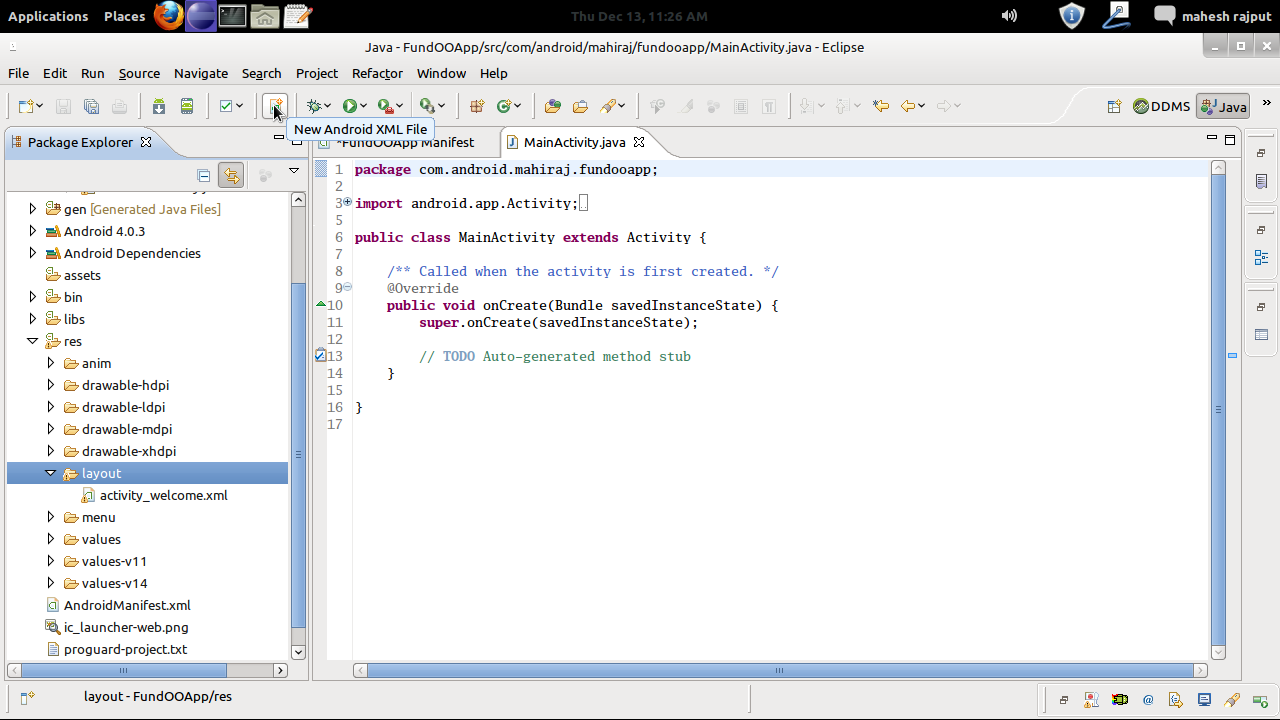 Applications Places Thu Dec 13, 11:26 AM mahesh rajput
Java - FundOOApp/src/com/android/mahiraj/fundooapp/MainActivity.java - Eclipse
File Edit Run Source Navigate Search Project Refactor Window Help
DDMS Java »
New Android XML File
Package Explorer
*FundOOApp Manifest MainActivity.java
gen [Generated Java Files]
Android 4.0.3
Android Dependencies
assets
bin
libs
res
anim
drawable-hdpi
drawable-ldpi
drawable-mdpi
drawable-xhdpi
layout
activity_welcome.xml
menu
values
values-v11
values-v14
AndroidManifest.xml
ic_launcher-web.png
proguard-project.txt
1 package com.android.mahiraj.fundooapp;
2
3 import android.app.Activity;
5
6 public class MainActivity extends Activity {
7
8 /** Called when the activity is first created. */
9 @Override
10 public void onCreate(Bundle savedInstanceState) {
11 super.onCreate(savedInstanceState);
12
13 // TODO Auto-generated method stub
14 }
15
16 }
17
layout - FundOOApp/res